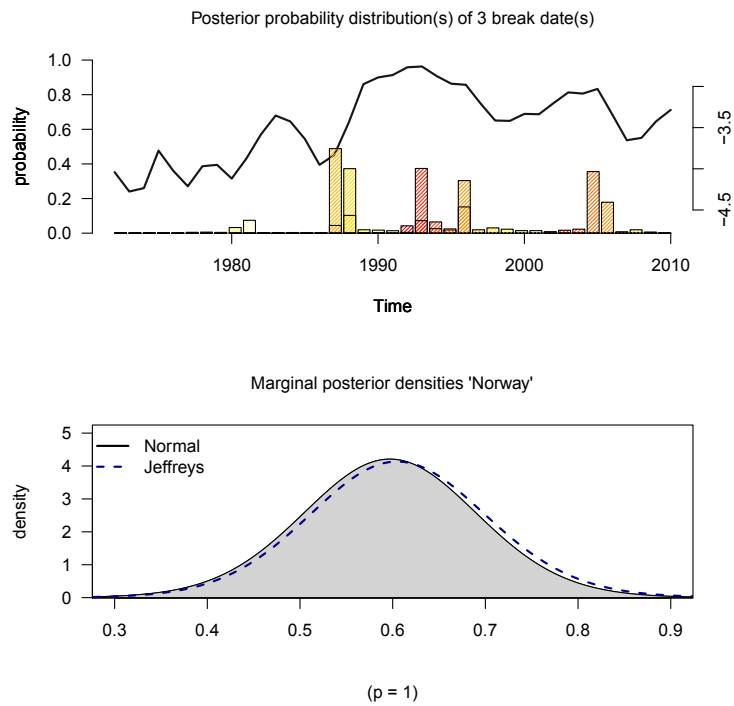 Posterior probability distribution(s) of 3 break date(s)
1.0
0.8
0.6
0.4
0.2
0.0
probability
−3.5
−4.5
1980 1990 2000 2010
Time
Marginal posterior densities 'Norway'
5
4
3
2
1
0
density
Normal
Jeffreys
0.3 0.4 0.5 0.6 0.7 0.8 0.9
(p = 1)